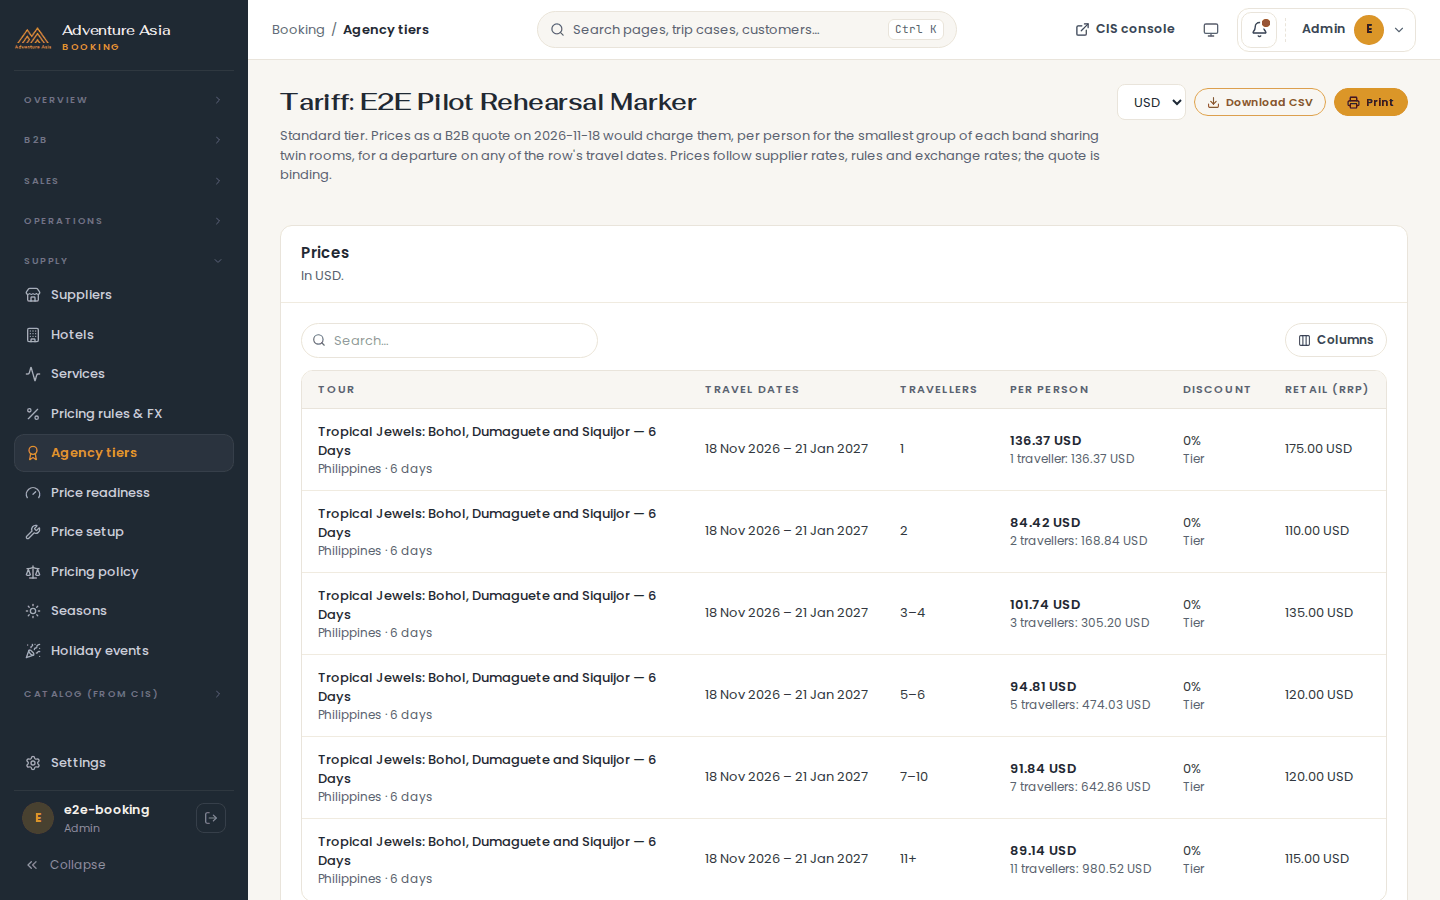 Adventure Asia
BOOKING
Adventure Asia
OVERVIEW
B2B
SALES
OPERATIONS
SUPPLY
Suppliers
Hotels
Services
Pricing rules & FX
Agency tiers
Price readiness
Price setup
Pricing policy
Seasons
Holiday events
CATALOG (FROM CIS)
Settings
E
e2e-booking
Admin
Collapse
Booking / Agency tiers
Search pages, trip cases, customers...
Ctrl K
CIS console
Admin
E
Tariff: E2E Pilot Rehearsal Marker
USD
Download CSV
Print
Standard tier. Prices as a B2B quote on 2026-11-18 would charge them, per person for the smallest group of each band sharing
twin rooms, for a departure on any of the row's travel dates. Prices follow supplier rates, rules and exchange rates; the quote is
binding.
Prices
In USD.
Search...
Columns
TOUR TRAVEL DATES TRAVELLERS PER PERSON DISCOUNT RETAIL (RRP)
Tropical Jewels: Bohol, Dumaguete and Siquijor — 6
Days
Philippines · 6 days
18 Nov 2026 – 21 Jan 2027
1
136.37 USD
1 traveller: 136.37 USD
0%
Tier
175.00 USD
Tropical Jewels: Bohol, Dumaguete and Siquijor — 6
Days
Philippines · 6 days
18 Nov 2026 – 21 Jan 2027
2
84.42 USD
2 travellers: 168.84 USD
0%
Tier
110.00 USD
Tropical Jewels: Bohol, Dumaguete and Siquijor — 6
Days
Philippines · 6 days
18 Nov 2026 – 21 Jan 2027
3–4
101.74 USD
3 travellers: 305.20 USD
0%
Tier
135.00 USD
Tropical Jewels: Bohol, Dumaguete and Siquijor — 6
Days
Philippines · 6 days
18 Nov 2026 – 21 Jan 2027
5–6
94.81 USD
5 travellers: 474.03 USD
0%
Tier
120.00 USD
Tropical Jewels: Bohol, Dumaguete and Siquijor — 6
Days
Philippines · 6 days
18 Nov 2026 – 21 Jan 2027
7–10
91.84 USD
7 travellers: 642.86 USD
0%
Tier
120.00 USD
Tropical Jewels: Bohol, Dumaguete and Siquijor — 6
Days
Philippines · 6 days
18 Nov 2026 – 21 Jan 2027
11+
89.14 USD
11 travellers: 980.52 USD
0%
Tier
115.00 USD